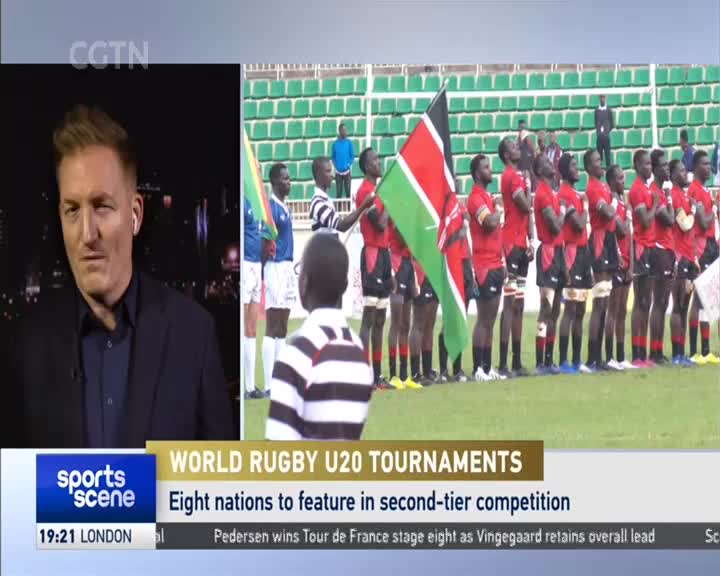 CGTN
WORLD RUGBY U20 TOURNAMENTS
sports scene
Eight nations to feature in second-tier competition
19:21 LONDON
Pedersen wins Tour de France stage eight as Vingegaard retains overall lead